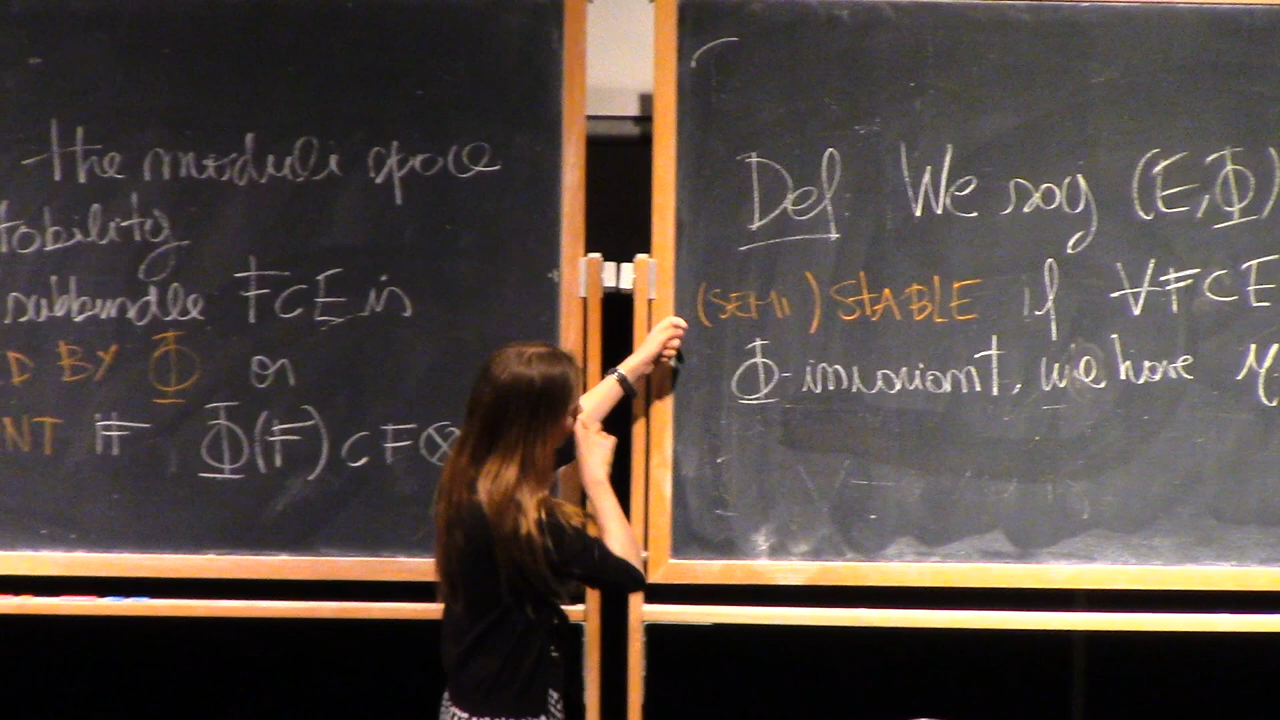 the moduli space
tability
subbundle F⊂E is
D BY Φ or
NT IF Φ(F)⊂F⊗
Def We say (E,Φ)
(SEMI) STABLE if ∀F⊂E
Φ-invariant, we have